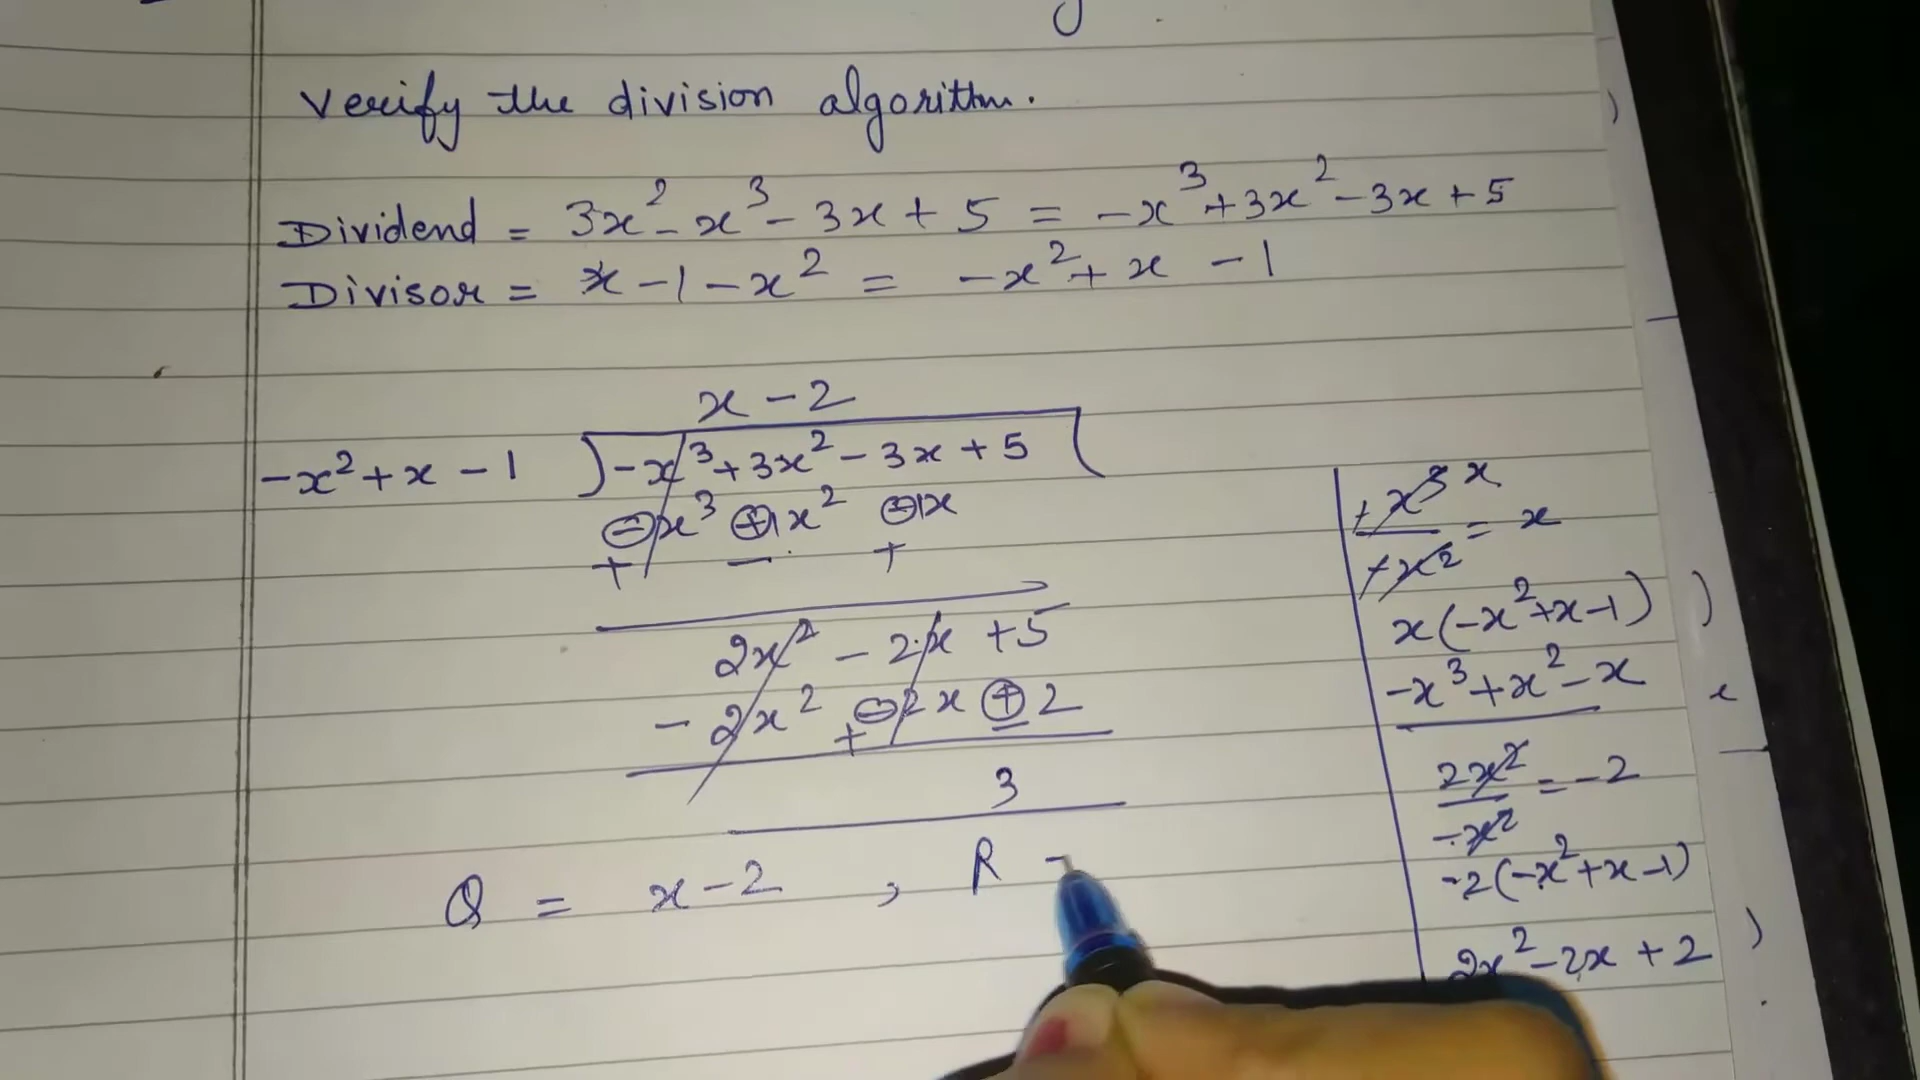 Verify the division algorithm.
Dividend = 3x² - x³ - 3x + 5 = -x³ + 3x² - 3x + 5
Divisor = x - 1 - x² = -x² + x - 1
x - 2
-x² + x - 1 ) -x³ + 3x² - 3x + 5
⊖x³ ⊕1x² ⊖1x
+ - +
2x² - 2x + 5
- 2x² ⊖2x ⊕2
+ -
3
Q = x - 2 , R
+x³ x
/ +x² = x
x(-x² + x - 1)
-x³ + x² - x
2x² / -x² = -2
-2(-x² + x - 1)
2x² - 2x + 2